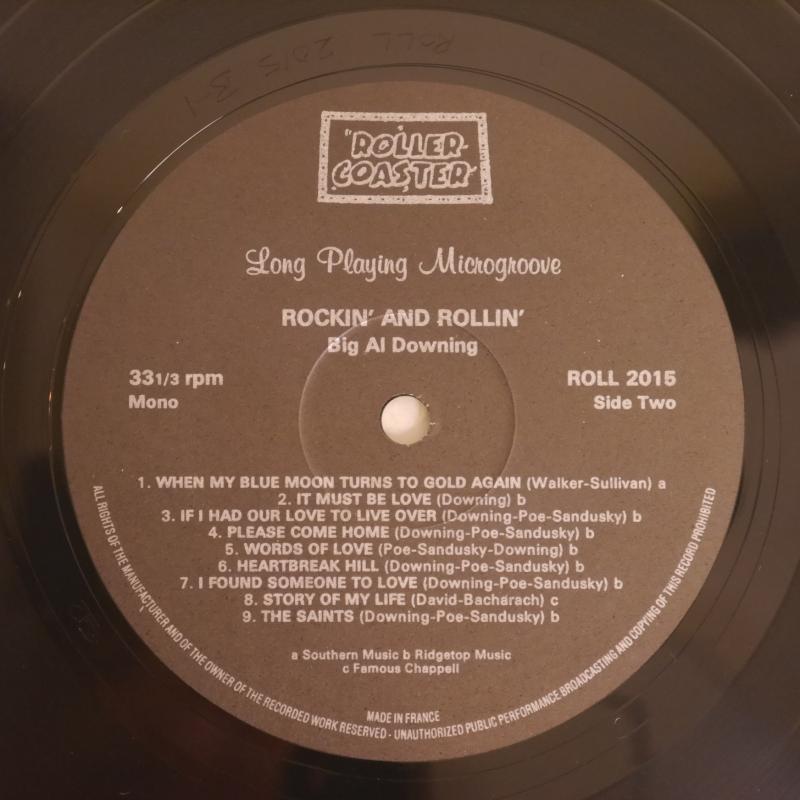 ROLL 2015 B-1
"ROLLER
COASTER"
Long Playing Microgroove
ROCKIN' AND ROLLIN'
Big Al Downing
33 1/3 rpm
Mono
ROLL 2015
Side Two
1. WHEN MY BLUE MOON TURNS TO GOLD AGAIN (Walker-Sullivan) a
2. IT MUST BE LOVE (Downing) b
3. IF I HAD OUR LOVE TO LIVE OVER (Downing-Poe-Sandusky) b
4. PLEASE COME HOME (Downing-Poe-Sandusky) b
5. WORDS OF LOVE (Poe-Sandusky-Downing) b
6. HEARTBREAK HILL (Downing-Poe-Sandusky) b
7. I FOUND SOMEONE TO LOVE (Downing-Poe-Sandusky) b
8. STORY OF MY LIFE (David-Bacharach) c
9. THE SAINTS (Downing-Poe-Sandusky) b
a Southern Music b Ridgetop Music
c Famous Chappell
MADE IN FRANCE
ALL RIGHTS OF THE MANUFACTURER AND OF THE OWNER OF THE RECORDED WORK RESERVED - UNAUTHORIZED PUBLIC PERFORMANCE BROADCASTING AND COPYING OF THIS RECORD PROHIBITED